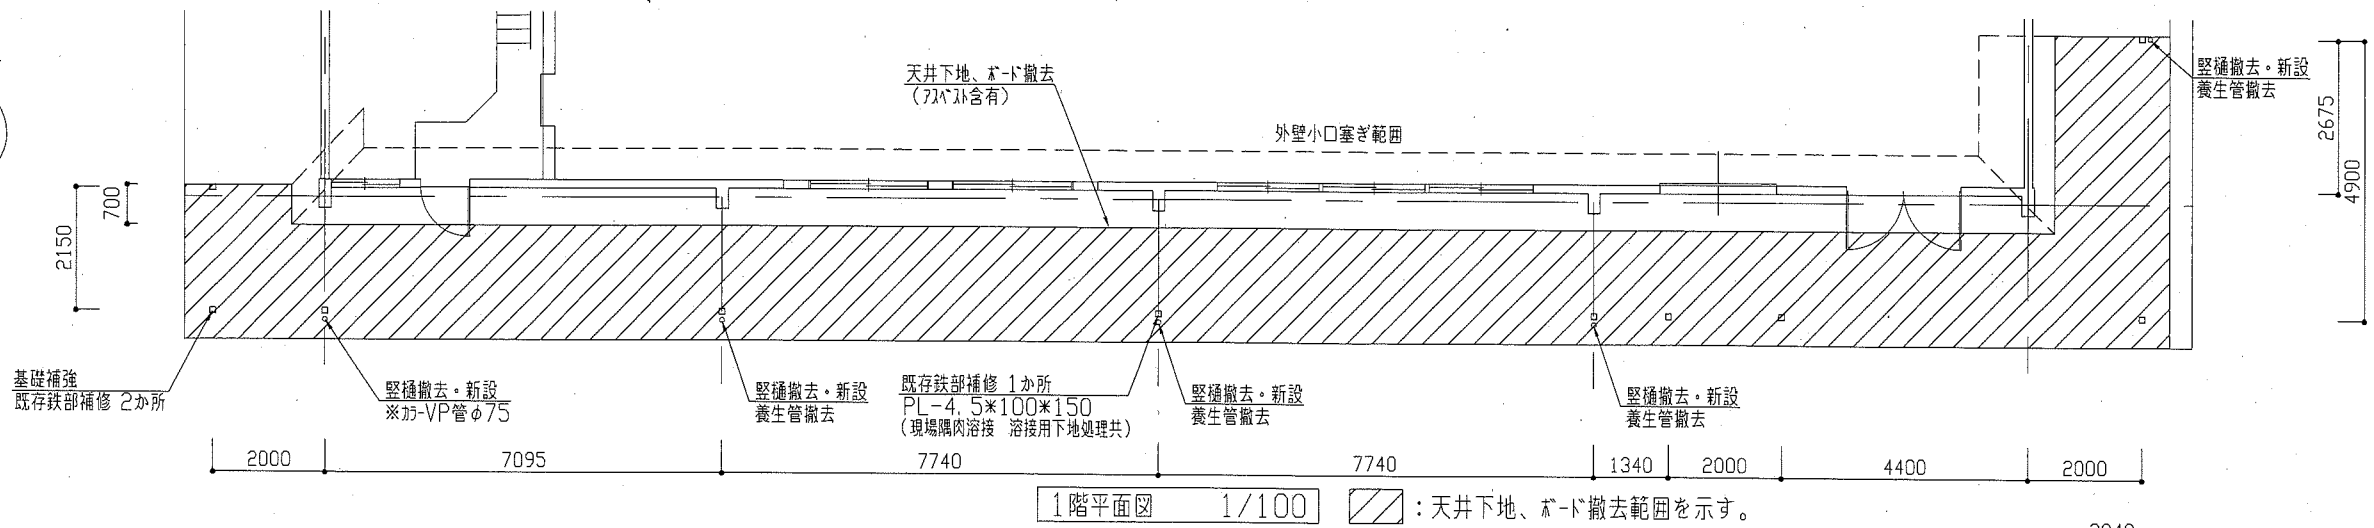 天井下地、ボード撤去
（アスベスト含有）
外壁小口塞ぎ範囲
竪樋撤去・新設
養生管撤去
2675
4900
700
2150
基礎補強
既存鉄部補修 2か所
竪樋撤去・新設
※カラーVP管φ75
竪樋撤去・新設
養生管撤去
既存鉄部補修 1か所
PL-4.5*100*150
（現場隅肉溶接 溶接用下地処理共）
竪樋撤去・新設
養生管撤去
竪樋撤去・新設
養生管撤去
2000
7095
7740
7740
1340
2000
4400
2000
1階平面図 1/100
：天井下地、ボード撤去範囲を示す。